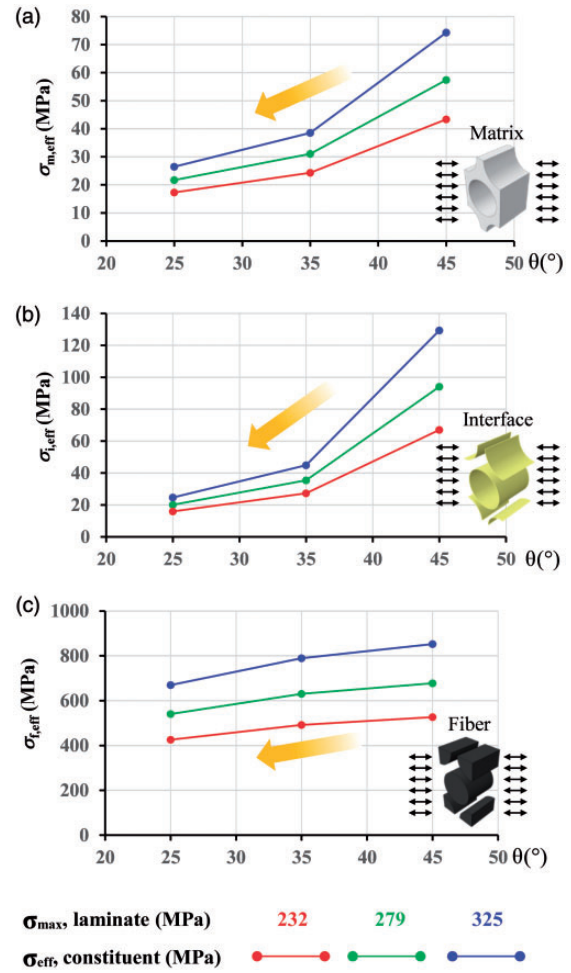 (a)
80
70
60
50
40
30
20
10
0
σm,eff (MPa)
Matrix
20 25 30 35 40 45 50 θ(°)
(b)
140
120
100
80
60
40
20
0
σi,eff (MPa)
Interface
20 25 30 35 40 45 50 θ(°)
(c)
1000
800
600
400
200
0
σf,eff (MPa)
Fiber
20 25 30 35 40 45 50 θ(°)
σmax, laminate (MPa) 232 279 325
σeff, constituent (MPa)